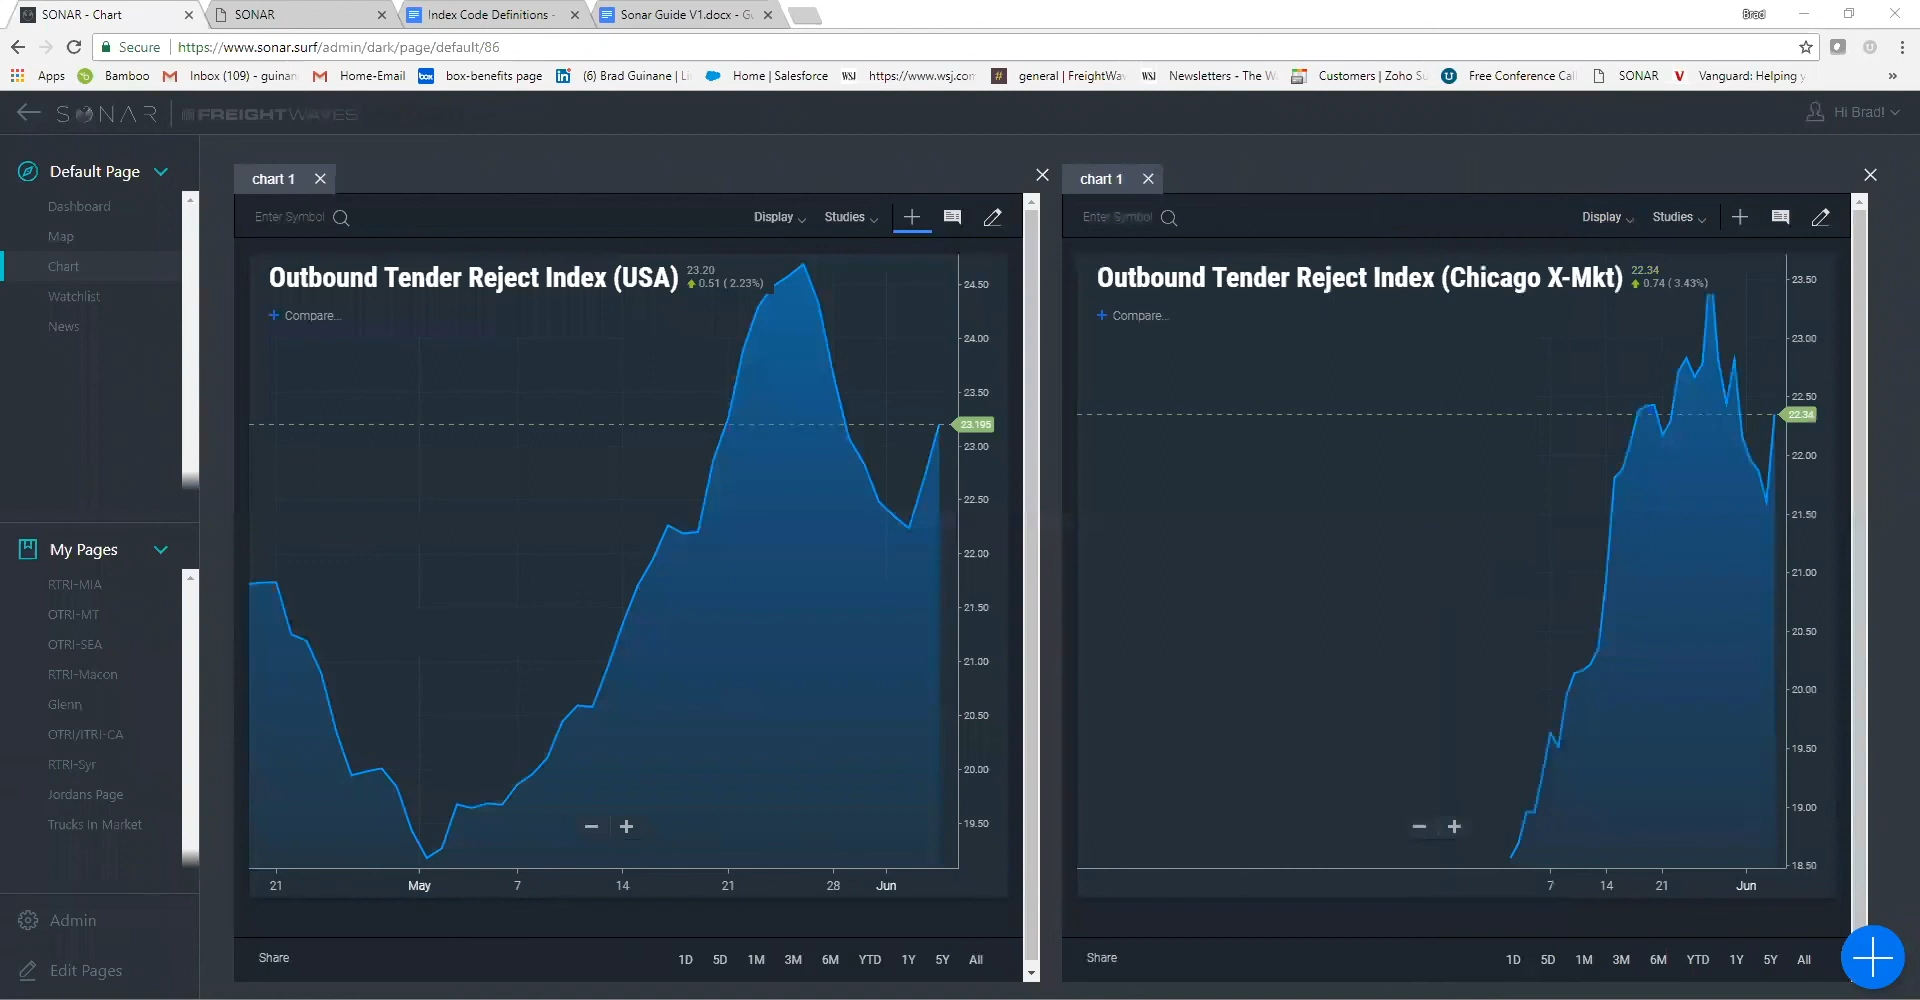 SONAR - Chart
SONAR
Index Code Definitions -
Sonar Guide V1.docx - G
Brad
Secure
https://www.sonar.surf/admin/dark/page/default/86
Apps
Bamboo
Inbox (109) - guinan
Home-Email
box
box-benefits page
(6) Brad Guinane | Li
Home | Salesforce
WSJ
https://www.wsj.com
general | FreightWa
WSJ
Newsletters - The W
Customers | Zoho Su
Free Conference Cal
SONAR
Vanguard: Helping y
SONAR
FREIGHTWAVES
Hi Brad!
Default Page
Dashboard
Map
Chart
Watchlist
News
My Pages
RTRI-MIA
OTRI-MT
OTRI-SEA
RTRI-Macon
Glenn
OTRI/ITRI-CA
RTRI-Syr
Jordans Page
Trucks In Market
Admin
Edit Pages
chart 1
Enter Symbol
Display
Studies
Outbound Tender Reject Index (USA)
23.20
0.51 ( 2.23%)
+ Compare...
24.50
24.00
23.50
23.195
23.00
22.50
22.00
21.50
21.00
20.50
20.00
19.50
21 May 7 14 21 28 Jun
Share
1D 5D 1M 3M 6M YTD 1Y 5Y All
chart 1
Enter Symbol
Display
Studies
Outbound Tender Reject Index (Chicago X-Mkt)
22.34
0.74 ( 3.43%)
+ Compare...
23.50
23.00
22.50
22.34
22.00
21.50
21.00
20.50
20.00
19.50
19.00
18.50
7 14 21 Jun
Share
1D 5D 1M 3M 6M YTD 1Y 5Y All